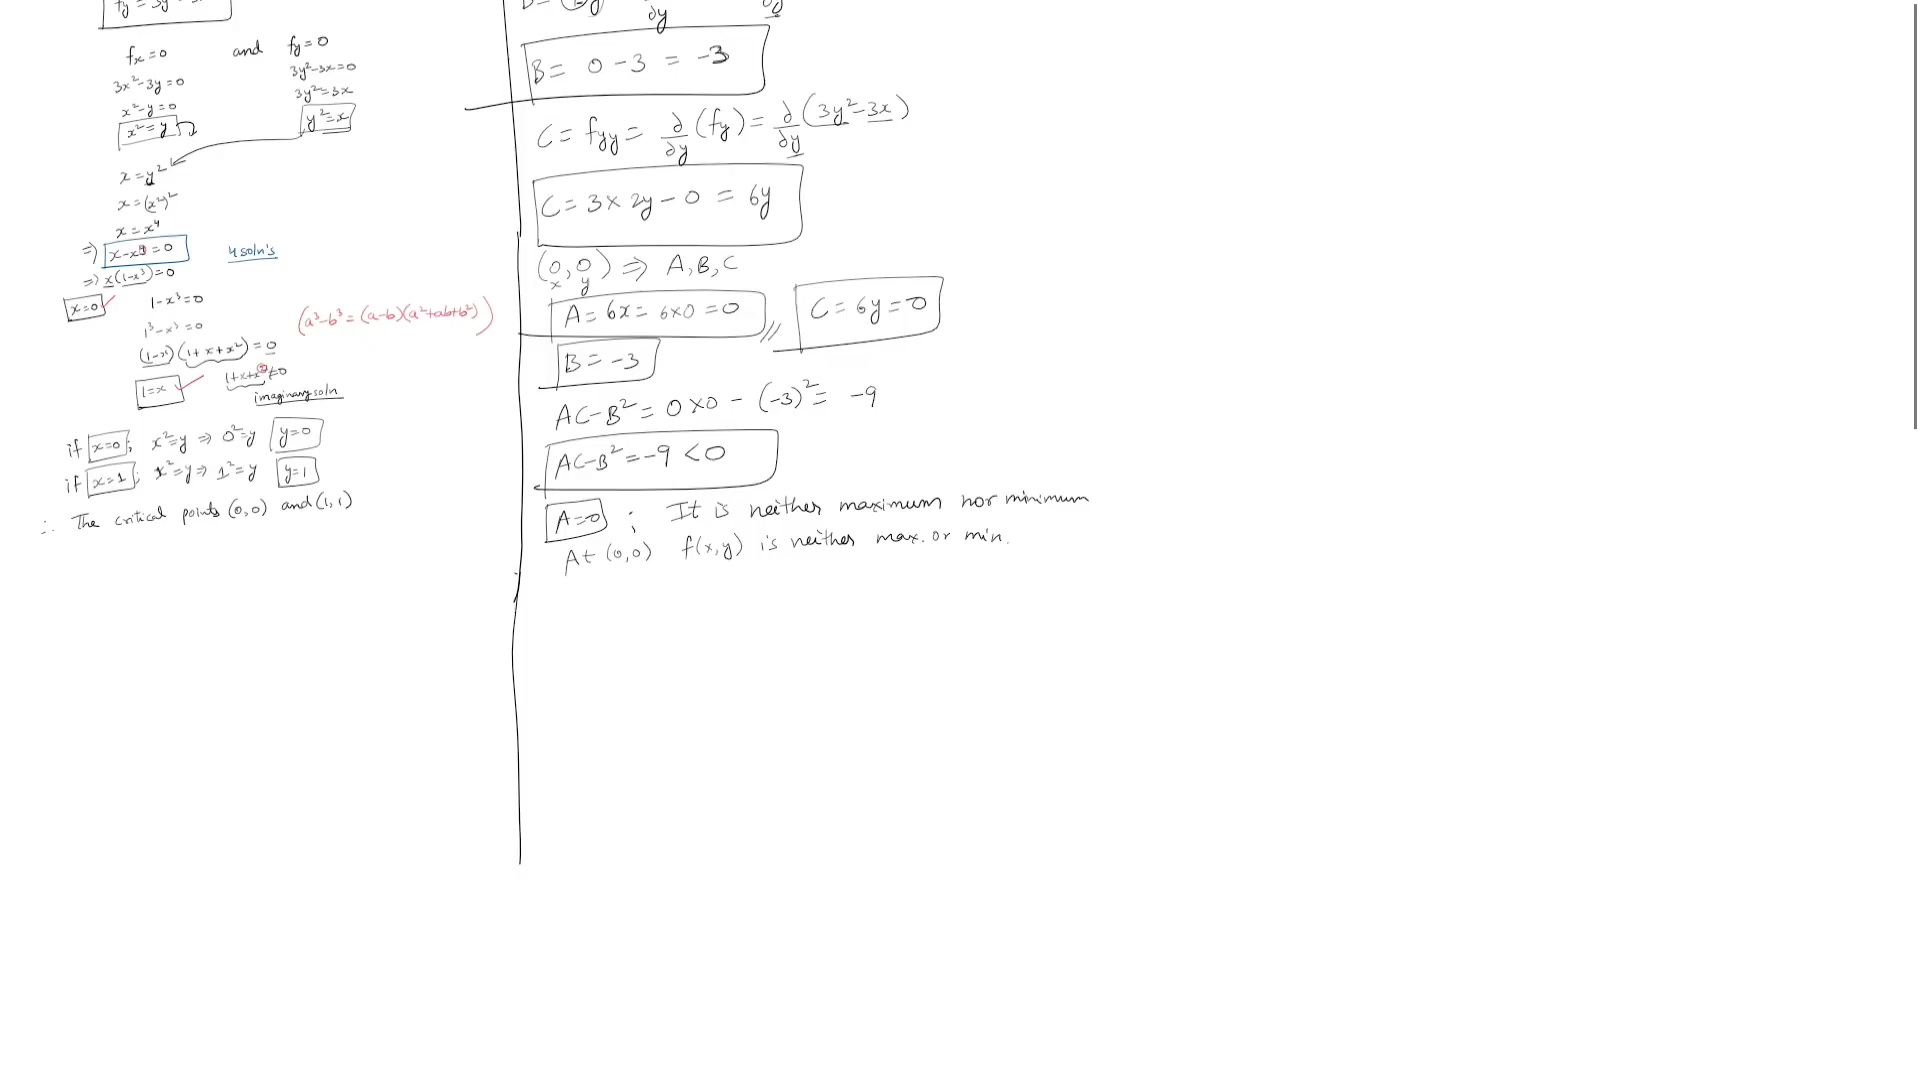 fx=0 and fy=0
3x²-3y=0 3y²-3x=0
x²-y=0 3y²=3x
x²=y y²=x
x=y²
x=(x²)²
x=x⁴
=) x-x⁴=0 4 soln's
=) x(1-x³)=0
x=0 1-x³=0
1³-x³=0 (a³-b³=(a-b)(a²+ab+b²))
(1-x)(1+x+x²)=0
1=x 1+x+x²≠0
imaginary soln
if x=0; x²=y => 0²=y y=0
if x=1; x²=y => 1²=y y=1
∴ The critical points (0,0) and (1,1)
∂y
B= 0-3 = -3
C= fyy= ∂/∂y (fy)= ∂/∂y (3y²-3x)
C=3×2y-0 = 6y
(0,0) => A,B,C
x y
A=6x= 6×0=0 // C=6y=0
B=-3
AC-B²=0×0-(-3)²= -9
AC-B²=-9<0
A=0 ; It is neither maximum nor minimum
At (0,0) f(x,y) is neither max. or min.